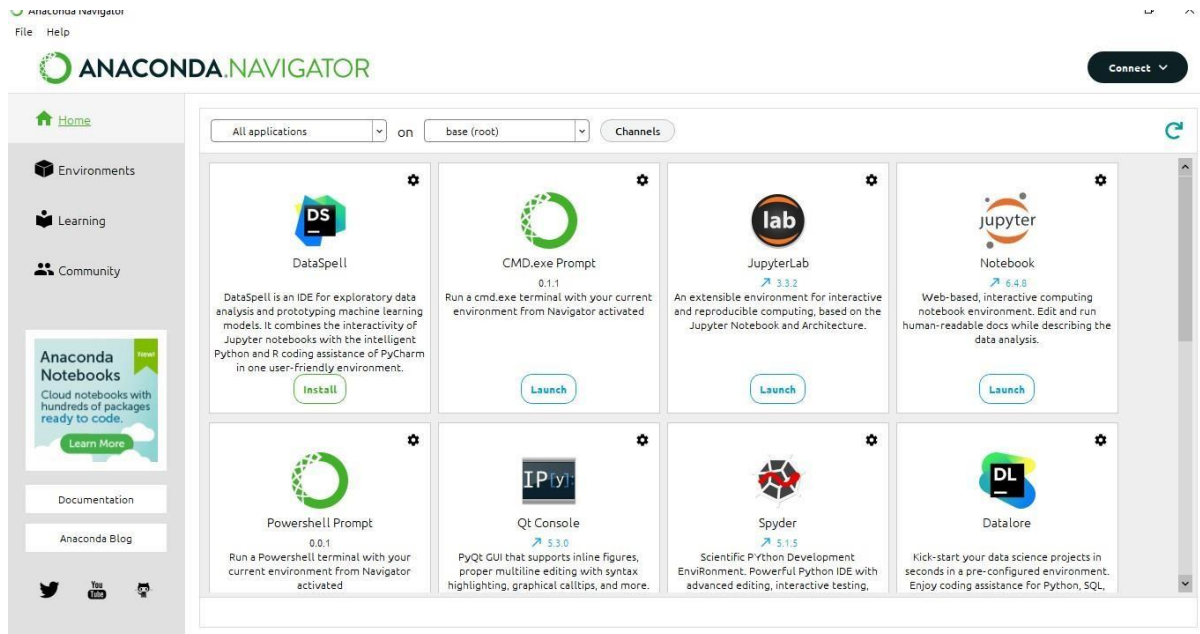 Anaconda Navigator
File Help
ANACONDA.NAVIGATOR
Connect
Home
Environments
Learning
Community
Anaconda Notebooks
New!
Cloud notebooks with
hundreds of packages
ready to code.
Learn More
Documentation
Anaconda Blog
You
Tube
All applications on base (root) Channels
DS
DataSpell
DataSpell is an IDE for exploratory data
analysis and prototyping machine learning
models. It combines the interactivity of
Jupyter notebooks with the intelligent
Python and R coding assistance of PyCharm
in one user-friendly environment.
Install
CMD.exe Prompt
0.1.1
Run a cmd.exe terminal with your current
environment from Navigator activated
Launch
lab
JupyterLab
3.3.2
An extensible environment for interactive
and reproducible computing, based on the
Jupyter Notebook and Architecture.
Launch
jupyter
Notebook
6.4.8
Web-based, interactive computing
notebook environment. Edit and run
human-readable docs while describing the
data analysis.
Launch
Powershell Prompt
0.0.1
Run a Powershell terminal with your
current environment from Navigator
activated
IP[y]:
Qt Console
5.3.0
PyQt GUI that supports inline figures,
proper multiline editing with syntax
highlighting, graphical calltips, and more.
Spyder
5.1.5
Scientific PYthon Development
EnviRonment. Powerful Python IDE with
advanced editing, interactive testing,
DL
Datalore
Kick-start your data science projects in
seconds in a pre-configured environment.
Enjoy coding assistance for Python, SQL,